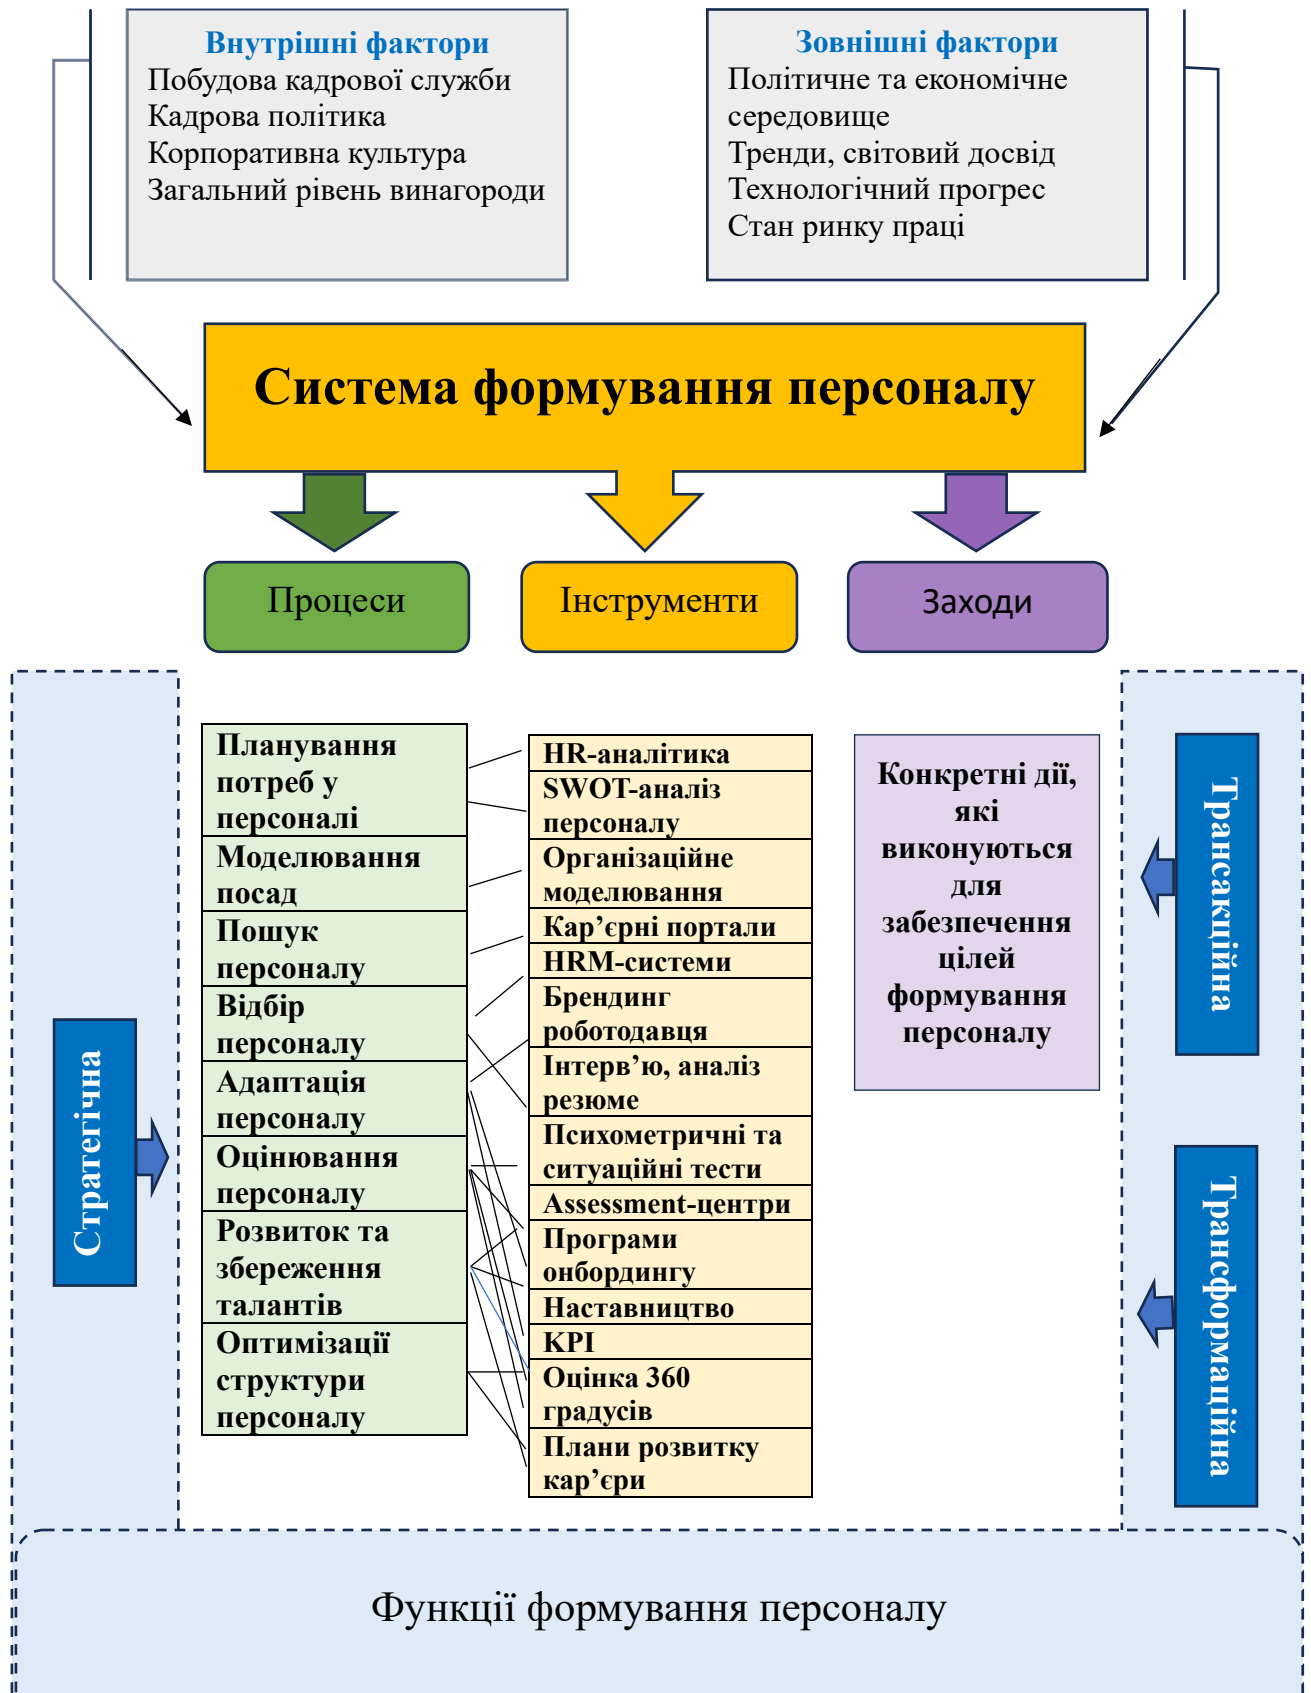 Внутрішні фактори
Побудова кадрової служби
Кадрова політика
Корпоративна культура
Загальний рівень винагороди
Зовнішні фактори
Політичне та економічне
середовище
Тренди, світовий досвід
Технологічний прогрес
Стан ринку праці
Система формування персоналу
Процеси
Інструменти
Заходи
Стратегічна
Планування
потреб у
персоналі
Моделювання
посад
Пошук
персоналу
Відбір
персоналу
Адаптація
персоналу
Оцінювання
персоналу
Розвиток та
збереження
талантів
Оптимізації
структури
персоналу
HR-аналітика
SWOT-аналіз
персоналу
Організаційне
моделювання
Кар’єрні портали
HRM-системи
Брендинг
роботодавця
Інтерв’ю, аналіз
резюме
Психометричні та
ситуаційні тести
Assessment-центри
Програми
онбордингу
Наставництво
KPI
Оцінка 360
градусів
Плани розвитку
кар’єри
Конкретні дії,
які
виконуються
для
забезпечення
цілей
формування
персоналу
Трансакційна
Трансформаційна
Функції формування персоналу